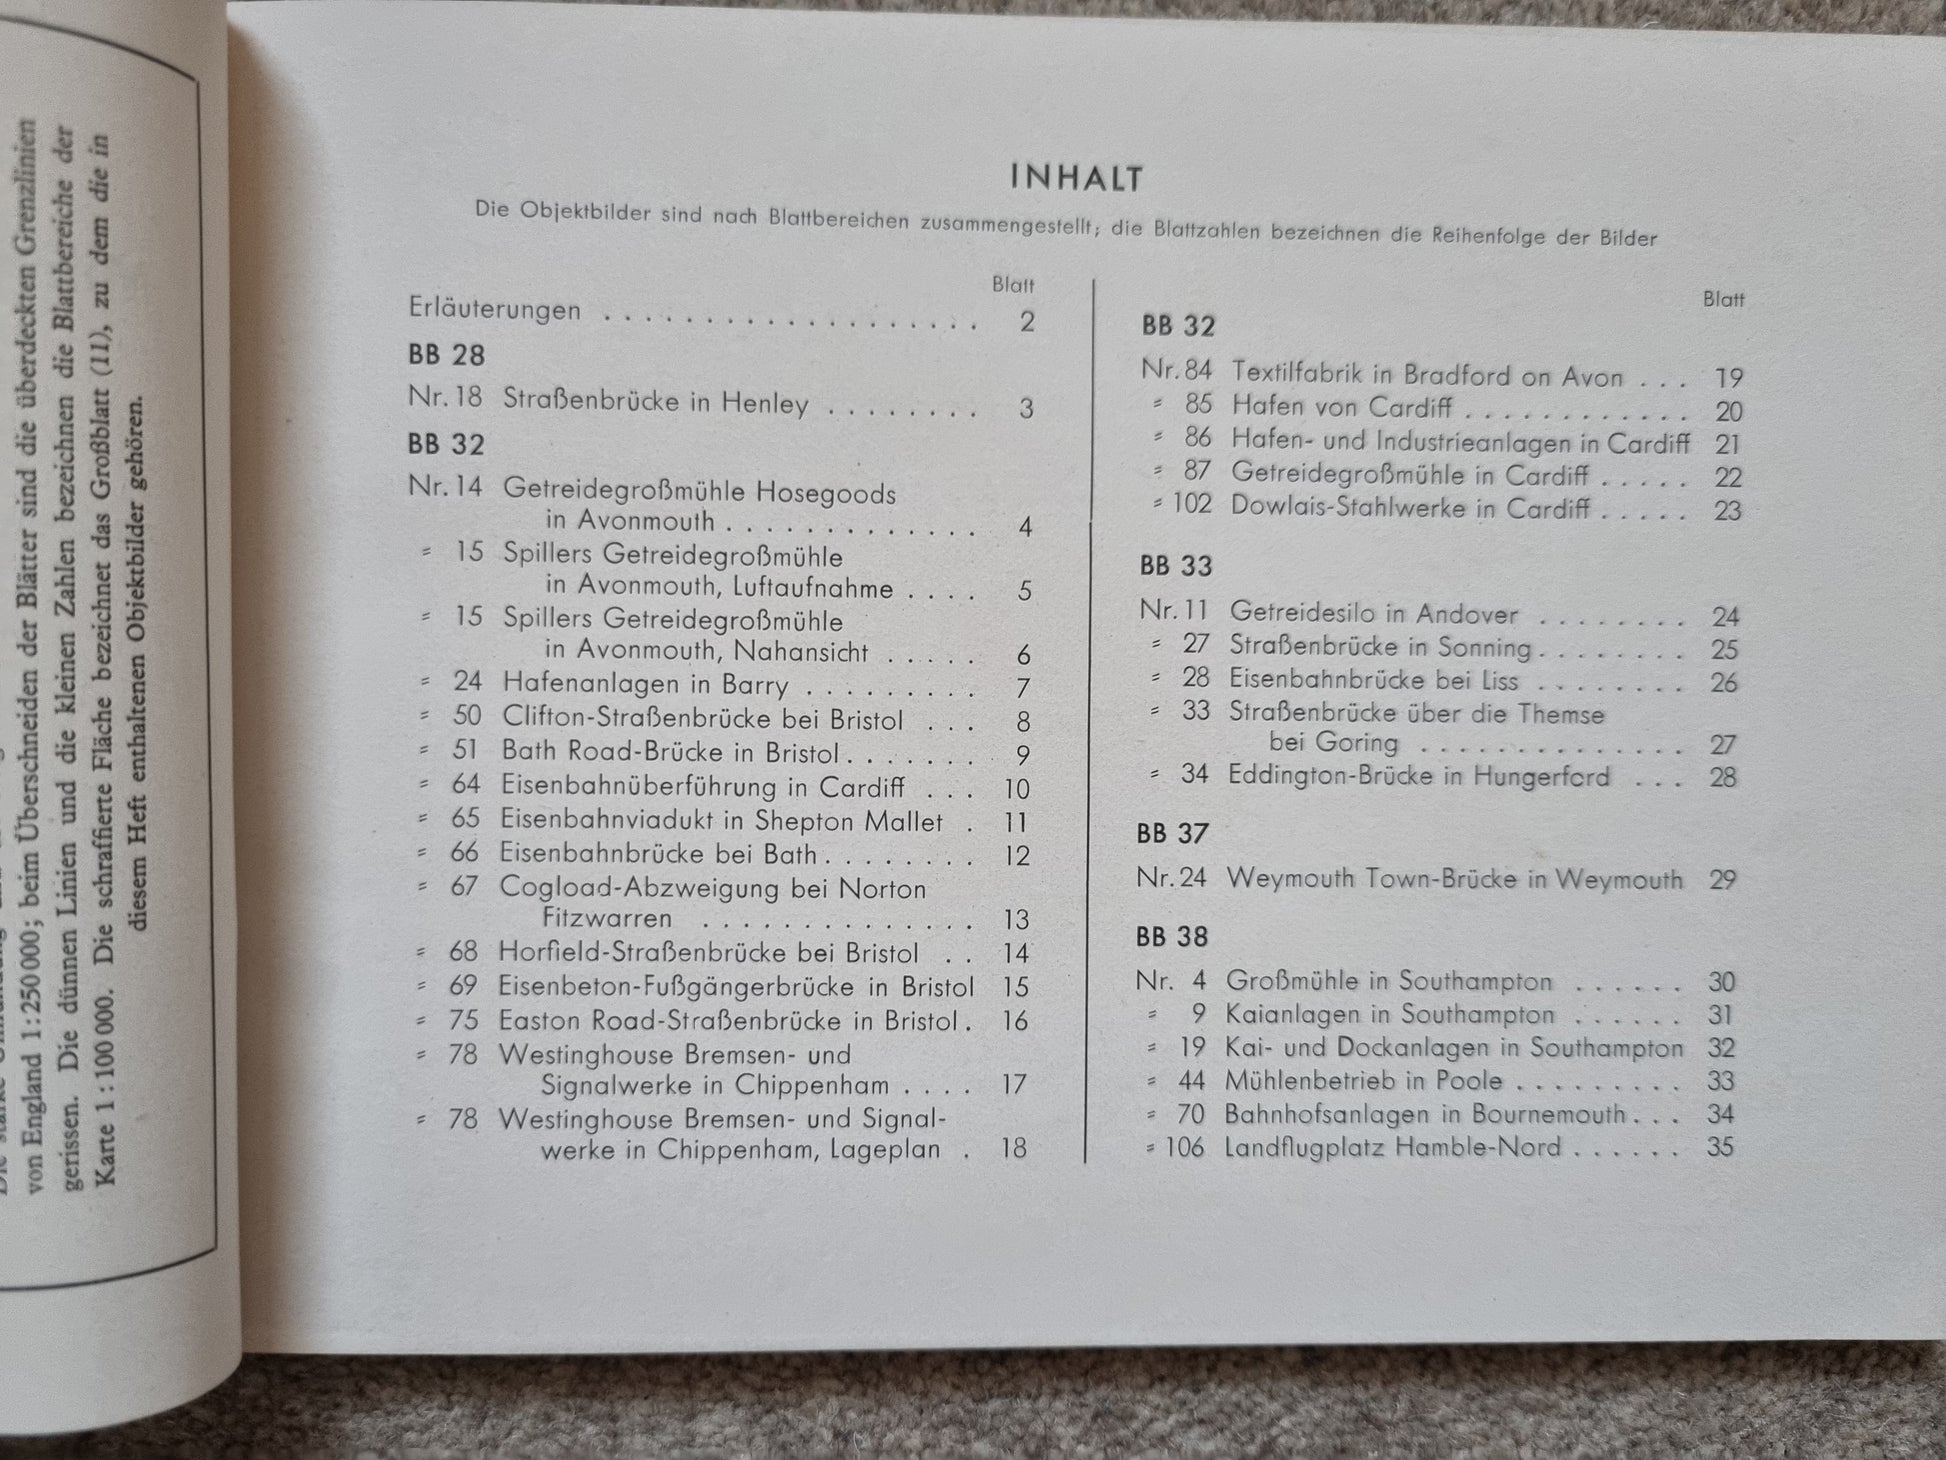 von England 1:250000; beim Überschneiden der Blätter sind die überdeckten Grenzlinien
gerissen. Die dünnen Linien und die kleinen Zahlen bezeichnen die Blattbereiche der
Karte 1:100000. Die schraffierte Fläche bezeichnet das Großblatt (11), zu dem die in
diesem Heft enthaltenen Objektbilder gehören.
INHALT
Die Objektbilder sind nach Blattbereichen zusammengestellt; die Blattzahlen bezeichnen die Reihenfolge der Bilder
Blatt
Erläuterungen . . . . . . . . . . . . . . . . . . . 2
BB 28
Nr. 18 Straßenbrücke in Henley . . . . . . . . 3
BB 32
Nr. 14 Getreidegroßmühle Hosegoods
in Avonmouth . . . . . . . . . . . . . 4
〃 15 Spillers Getreidegroßmühle
in Avonmouth, Luftaufnahme . . . . 5
〃 15 Spillers Getreidegroßmühle
in Avonmouth, Nahansicht . . . . . 6
〃 24 Hafenanlagen in Barry . . . . . . . . . 7
〃 50 Clifton-Straßenbrücke bei Bristol . . . 8
〃 51 Bath Road-Brücke in Bristol . . . . . . . 9
〃 64 Eisenbahnüberführung in Cardiff . . . 10
〃 65 Eisenbahnviadukt in Shepton Mallet . 11
〃 66 Eisenbahnbrücke bei Bath . . . . . . . . 12
〃 67 Cogload-Abzweigung bei Norton
Fitzwarren . . . . . . . . . . . . . . 13
〃 68 Horfield-Straßenbrücke bei Bristol . . 14
〃 69 Eisenbeton-Fußgängerbrücke in Bristol 15
〃 75 Easton Road-Straßenbrücke in Bristol . 16
〃 78 Westinghouse Bremsen- und
Signalwerke in Chippenham . . . . 17
〃 78 Westinghouse Bremsen- und Signal-
werke in Chippenham, Lageplan . 18
Blatt
BB 32
Nr. 84 Textilfabrik in Bradford on Avon . . . 19
〃 85 Hafen von Cardiff . . . . . . . . . . . . 20
〃 86 Hafen- und Industrieanlagen in Cardiff 21
〃 87 Getreidegroßmühle in Cardiff . . . . . 22
〃 102 Dowlais-Stahlwerke in Cardiff . . . . . 23
BB 33
Nr. 11 Getreidesilo in Andover . . . . . . . . 24
〃 27 Straßenbrücke in Sonning . . . . . . . . 25
〃 28 Eisenbahnbrücke bei Liss . . . . . . . . 26
〃 33 Straßenbrücke über die Themse
bei Goring . . . . . . . . . . . . . . 27
〃 34 Eddington-Brücke in Hungerford . . . 28
BB 37
Nr. 24 Weymouth Town-Brücke in Weymouth 29
BB 38
Nr. 4 Großmühle in Southampton . . . . . . 30
〃 9 Kaianlagen in Southampton . . . . . . 31
〃 19 Kai- und Dockanlagen in Southampton 32
〃 44 Mühlenbetrieb in Poole . . . . . . . . . 33
〃 70 Bahnhofsanlagen in Bournemouth . . . 34
〃 106 Landflugplatz Hamble-Nord . . . . . . 35